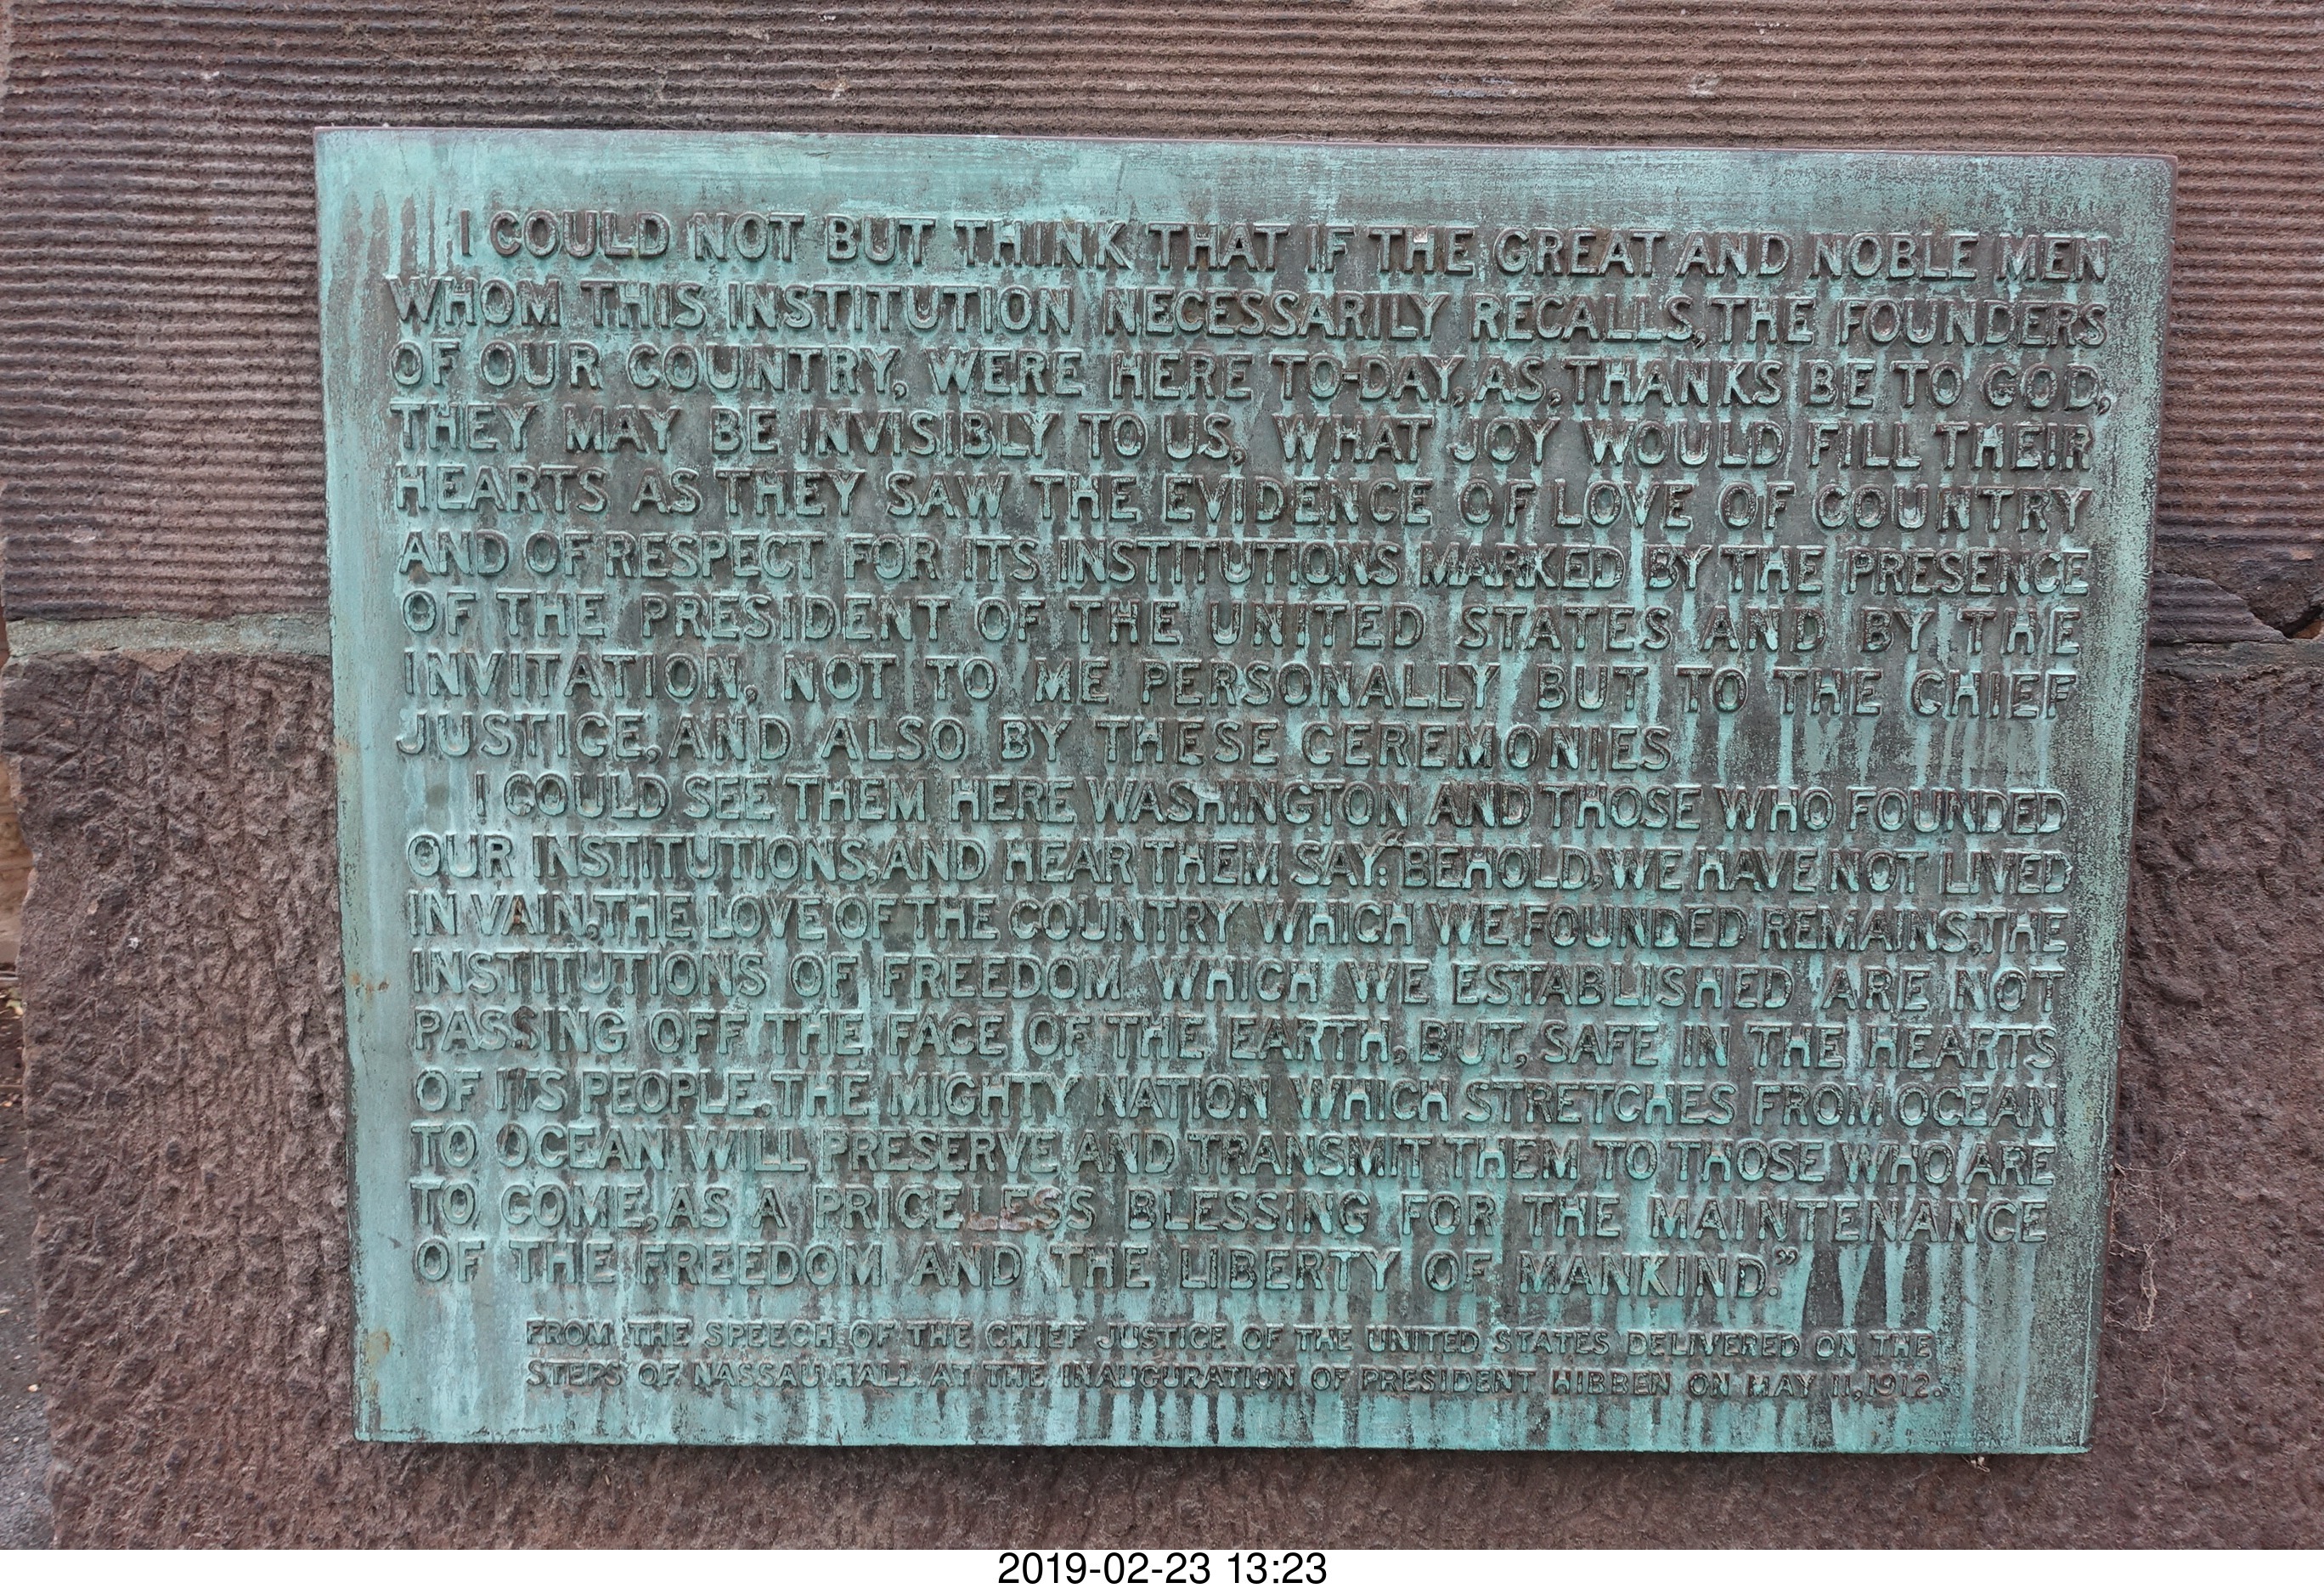 I COULD NOT BUT THINK THAT IF THE GREAT AND NOBLE MEN
WHOM THIS INSTITUTION NECESSARILY RECALLS, THE FOUNDERS
OF OUR COUNTRY, WERE HERE TO-DAY, AS, THANKS BE TO GOD,
THEY MAY BE INVISIBLY TO US, WHAT JOY WOULD FILL THEIR
HEARTS AS THEY SAW THE EVIDENCE OF LOVE OF COUNTRY
AND OF RESPECT FOR ITS INSTITUTIONS MARKED BY THE PRESENCE
OF THE PRESIDENT OF THE UNITED STATES AND BY THE
INVITATION, NOT TO ME PERSONALLY BUT TO THE CHIEF
JUSTICE, AND ALSO BY THESE CEREMONIES
I COULD SEE THEM HERE WASHINGTON AND THOSE WHO FOUNDED
OUR INSTITUTIONS, AND HEAR THEM SAY: "BEHOLD, WE HAVE NOT LIVED
IN VAIN, THE LOVE OF THE COUNTRY WHICH WE FOUNDED REMAINS, THE
INSTITUTIONS OF FREEDOM WHICH WE ESTABLISHED ARE NOT
PASSING OFF THE FACE OF THE EARTH, BUT, SAFE IN THE HEARTS
OF ITS PEOPLE, THE MIGHTY NATION WHICH STRETCHES FROM OCEAN
TO OCEAN WILL PRESERVE AND TRANSMIT THEM TO THOSE WHO ARE
TO COME, AS A PRICELESS BLESSING FOR THE MAINTENANCE
OF THE FREEDOM AND THE LIBERTY OF MANKIND."
FROM THE SPEECH OF THE CHIEF JUSTICE OF THE UNITED STATES DELIVERED ON THE
STEPS OF NASSAU HALL AT THE INAUGURATION OF PRESIDENT HIBBEN ON MAY 11, 1912.
2019-02-23 13:23